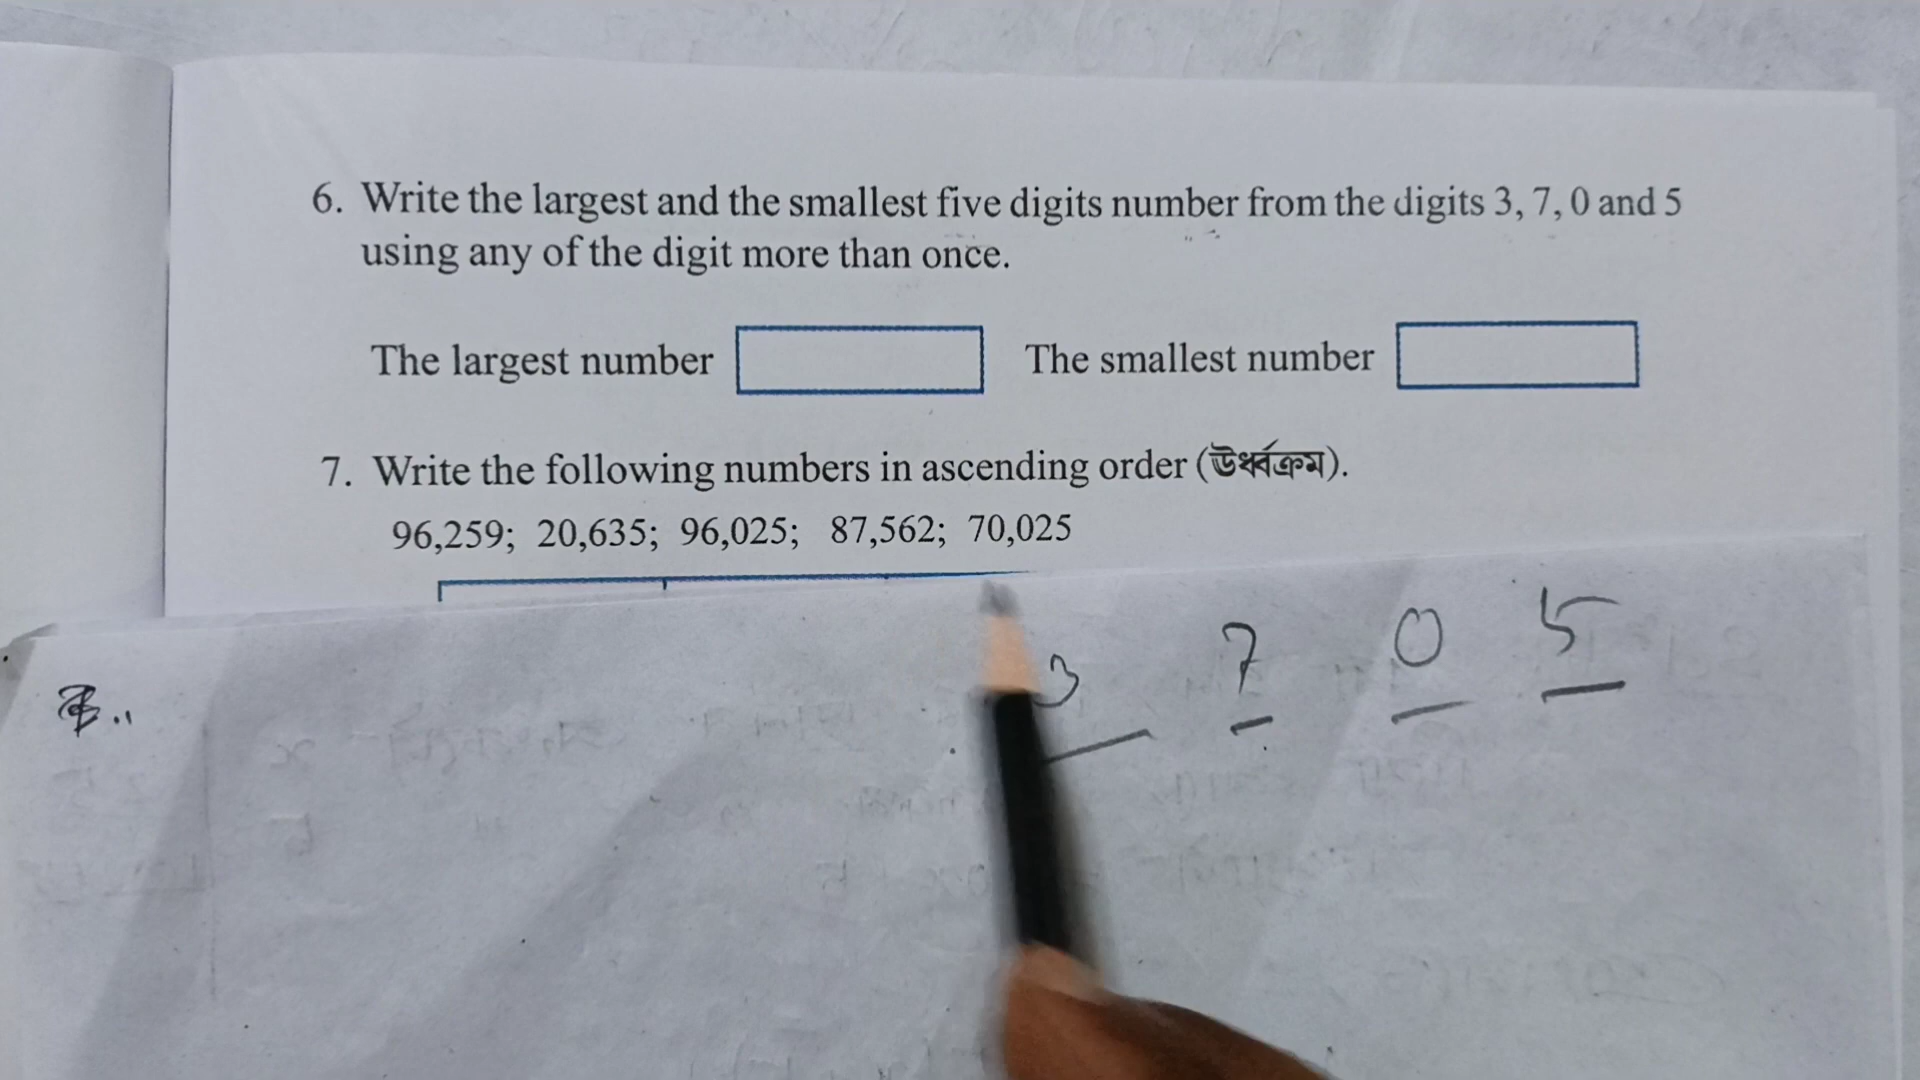 6. Write the largest and the smallest five digits number from the digits 3, 7, 0 and 5
using any of the digit more than once.
The largest number The smallest number
7. Write the following numbers in ascending order (ঊর্ধ্বক্রম).
96,259; 20,635; 96,025; 87,562; 70,025
3 7 0 5